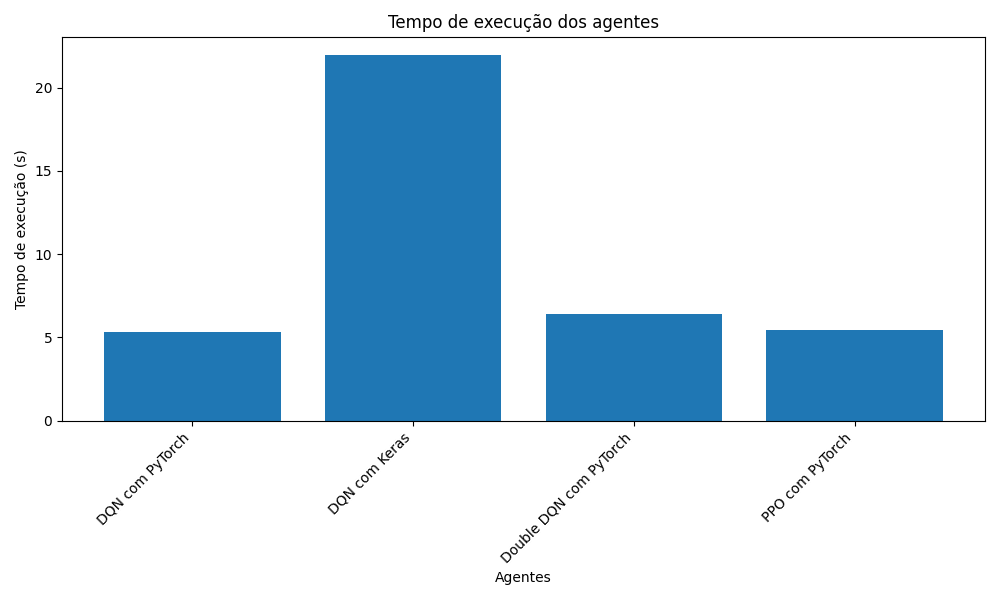 Tempo de execução dos agentes
Tempo de execução (s)
20
15
10
5
0
DQN com PyTorch
DQN com Keras
Double DQN com PyTorch
PPO com PyTorch
Agentes